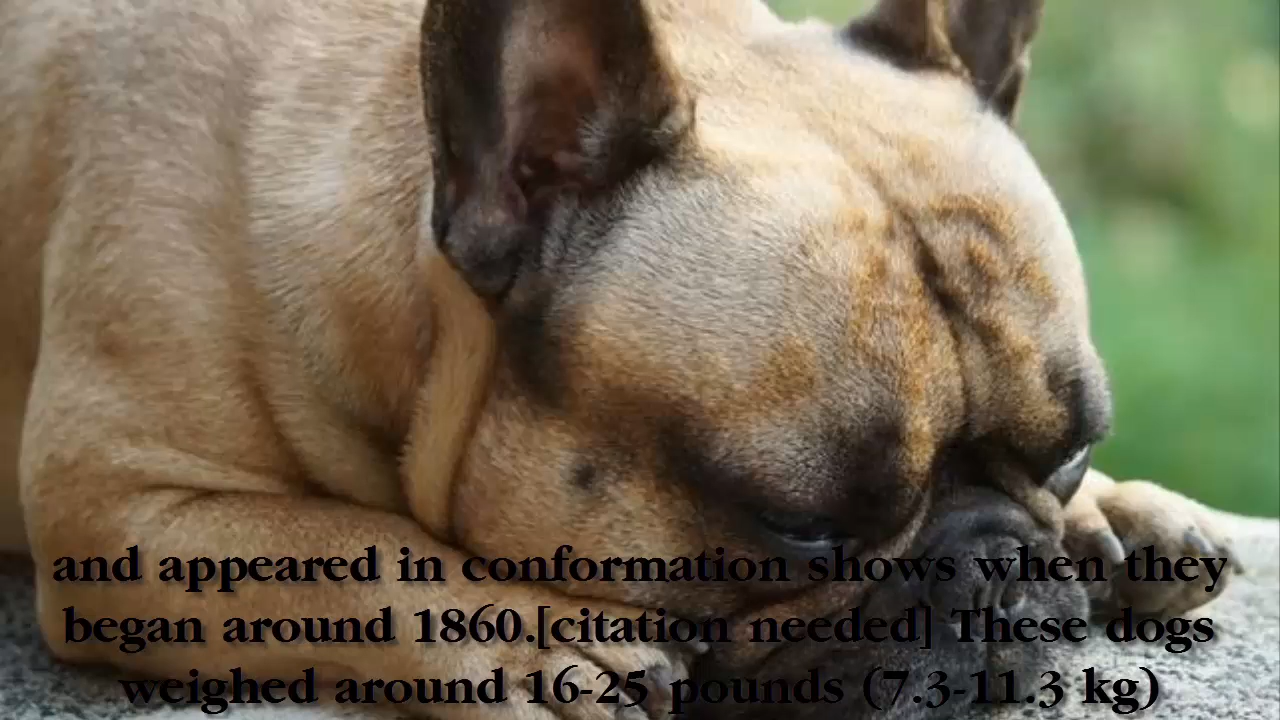 and appeared in conformation shows when they
began around 1860.[citation needed] These dogs
weighed around 16-25 pounds (7.3-11.3 kg)